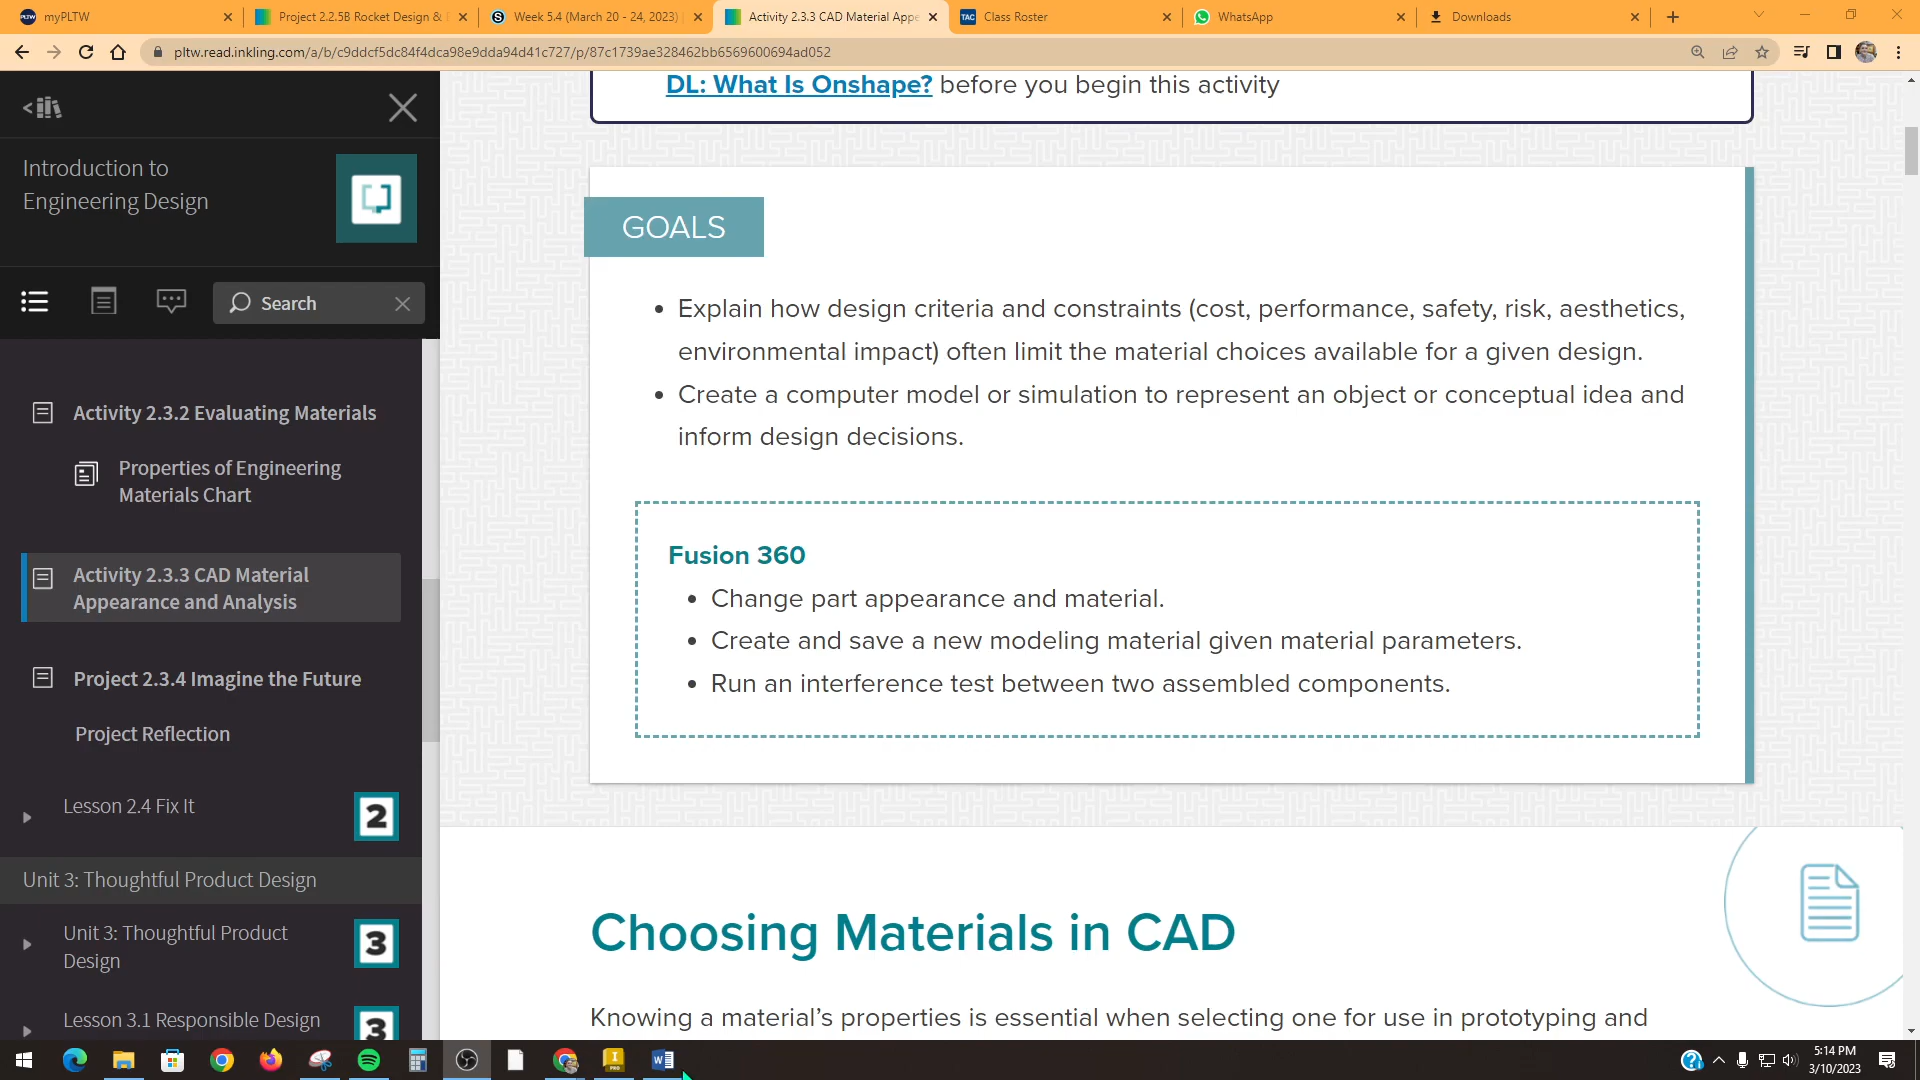 myPLTW
Project 2.2.5B Rocket Design &
Week 5.4 (March 20 - 24, 2023)
Activity 2.3.3 CAD Material Appe
TAC
Class Roster
WhatsApp
Downloads
pltw.read.inkling.com/a/b/c9ddcf5dc84f4dca98e9dda94d41c727/p/87c1739ae328462bb6569600694ad052
Introduction to
Engineering Design
Search
Activity 2.3.2 Evaluating Materials
Properties of Engineering
Materials Chart
Activity 2.3.3 CAD Material
Appearance and Analysis
Project 2.3.4 Imagine the Future
Project Reflection
Lesson 2.4 Fix It
2
Unit 3: Thoughtful Product Design
Unit 3: Thoughtful Product
Design
3
Lesson 3.1 Responsible Design
3
DL: What Is Onshape? before you begin this activity
GOALS
• Explain how design criteria and constraints (cost, performance, safety, risk, aesthetics,
environmental impact) often limit the material choices available for a given design.
• Create a computer model or simulation to represent an object or conceptual idea and
inform design decisions.
Fusion 360
• Change part appearance and material.
• Create and save a new modeling material given material parameters.
• Run an interference test between two assembled components.
Choosing Materials in CAD
Knowing a material's properties is essential when selecting one for use in prototyping and
5:14 PM
3/10/2023